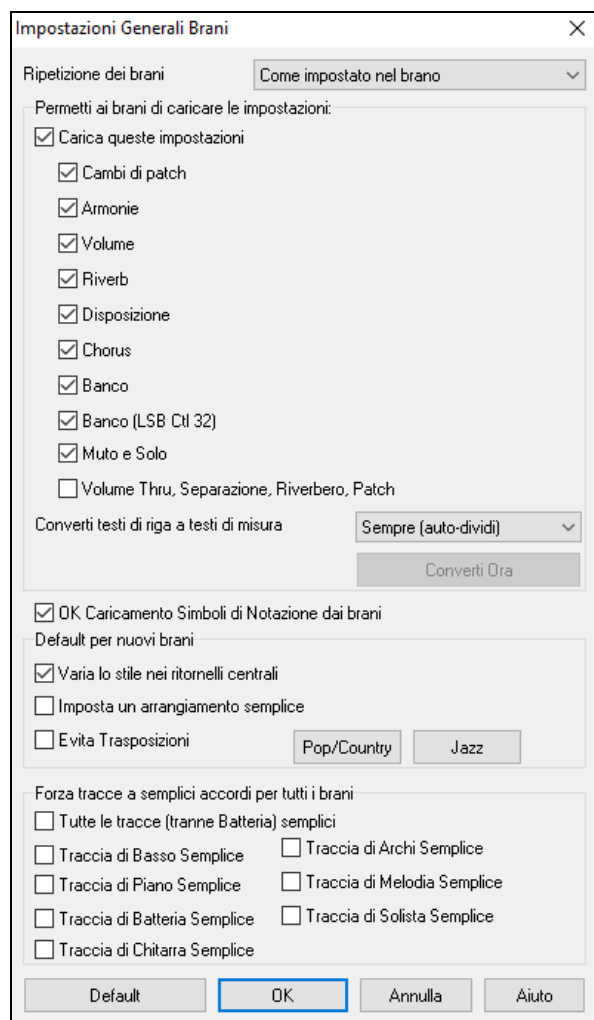 Impostazioni Generali Brani
Ripetizione dei brani Come impostato nel brano
Permetti ai brani di caricare le impostazioni:
Carica queste impostazioni
Cambi di patch
Armonie
Volume
Riverb
Disposizione
Chorus
Banco
Banco (LSB Ctl 32)
Muto e Solo
Volume Thru, Separazione, Riverbero, Patch
Converti testi di riga a testi di misura Sempre (auto-dividi)
Converti Ora
OK Caricamento Simboli di Notazione dai brani
Default per nuovi brani
Varia lo stile nei ritornelli centrali
Imposta un arrangiamento semplice
Evita Trasposizioni Pop/Country Jazz
Forza tracce a semplici accordi per tutti i brani
Tutte le tracce (tranne Batteria) semplici
Traccia di Basso Semplice Traccia di Archi Semplice
Traccia di Piano Semplice Traccia di Melodia Semplice
Traccia di Batteria Semplice Traccia di Solista Semplice
Traccia di Chitarra Semplice
Default OK Annulla Aiuto